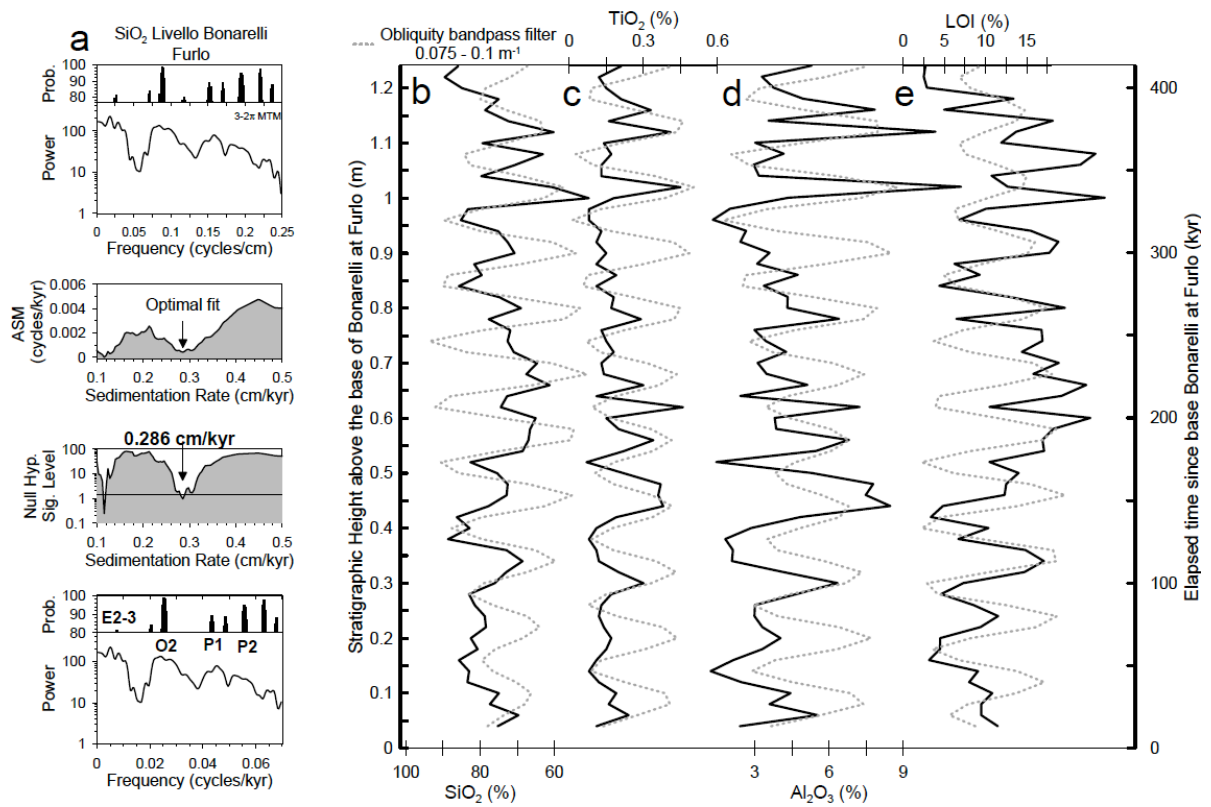 a
SiO2 Livello Bonarelli
Furlo
Prob.
100
90
80
3-2π MTM
Power
100
10
1
0 0.05 0.10 0.15 0.20 0.25
Frequency (cycles/cm)
ASM
(cycles/kyr)
0.006
0.004
0.002
0
Optimal fit
0.1 0.2 0.3 0.4 0.5
Sedimentation Rate (cm/kyr)
0.286 cm/kyr
Null Hyp.
Sig. Level
100
50
10
1
0.1
0.1 0.2 0.3 0.4 0.5
Sedimentation Rate (cm/kyr)
Prob.
100
90
80
E2-3
O2
P1
P2
Power
100
10
1
0 0.02 0.04 0.06
Frequency (cycles/kyr)
Obliquity bandpass filter
0.075 - 0.1 m-1
TiO2 (%)
0 0.3 0.6
LOI (%)
0 5 10 15
b c d e
Stratigraphic Height above the base of Bonarelli at Furlo (m)
1.2
1.1
1
0.9
0.8
0.7
0.6
0.5
0.4
0.3
0.2
0.1
0
100 80 60
SiO2 (%)
3 6 9
Al2O3 (%)
Elapsed time since base Bonarelli at Furlo (kyr)
400
300
200
100
0